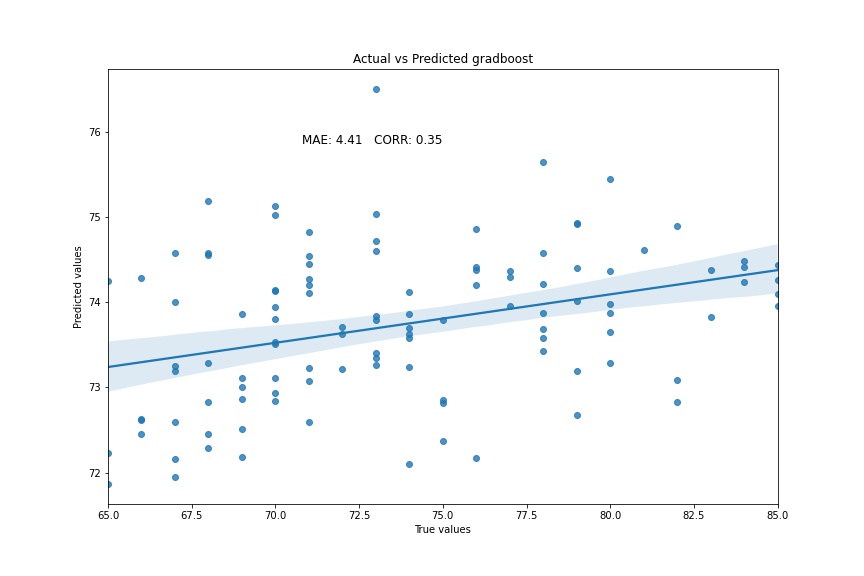 Actual vs Predicted gradboost
MAE: 4.41   CORR: 0.35
Predicted values
76
75
74
73
72
65.0 67.5 70.0 72.5 75.0 77.5 80.0 82.5 85.0
True values